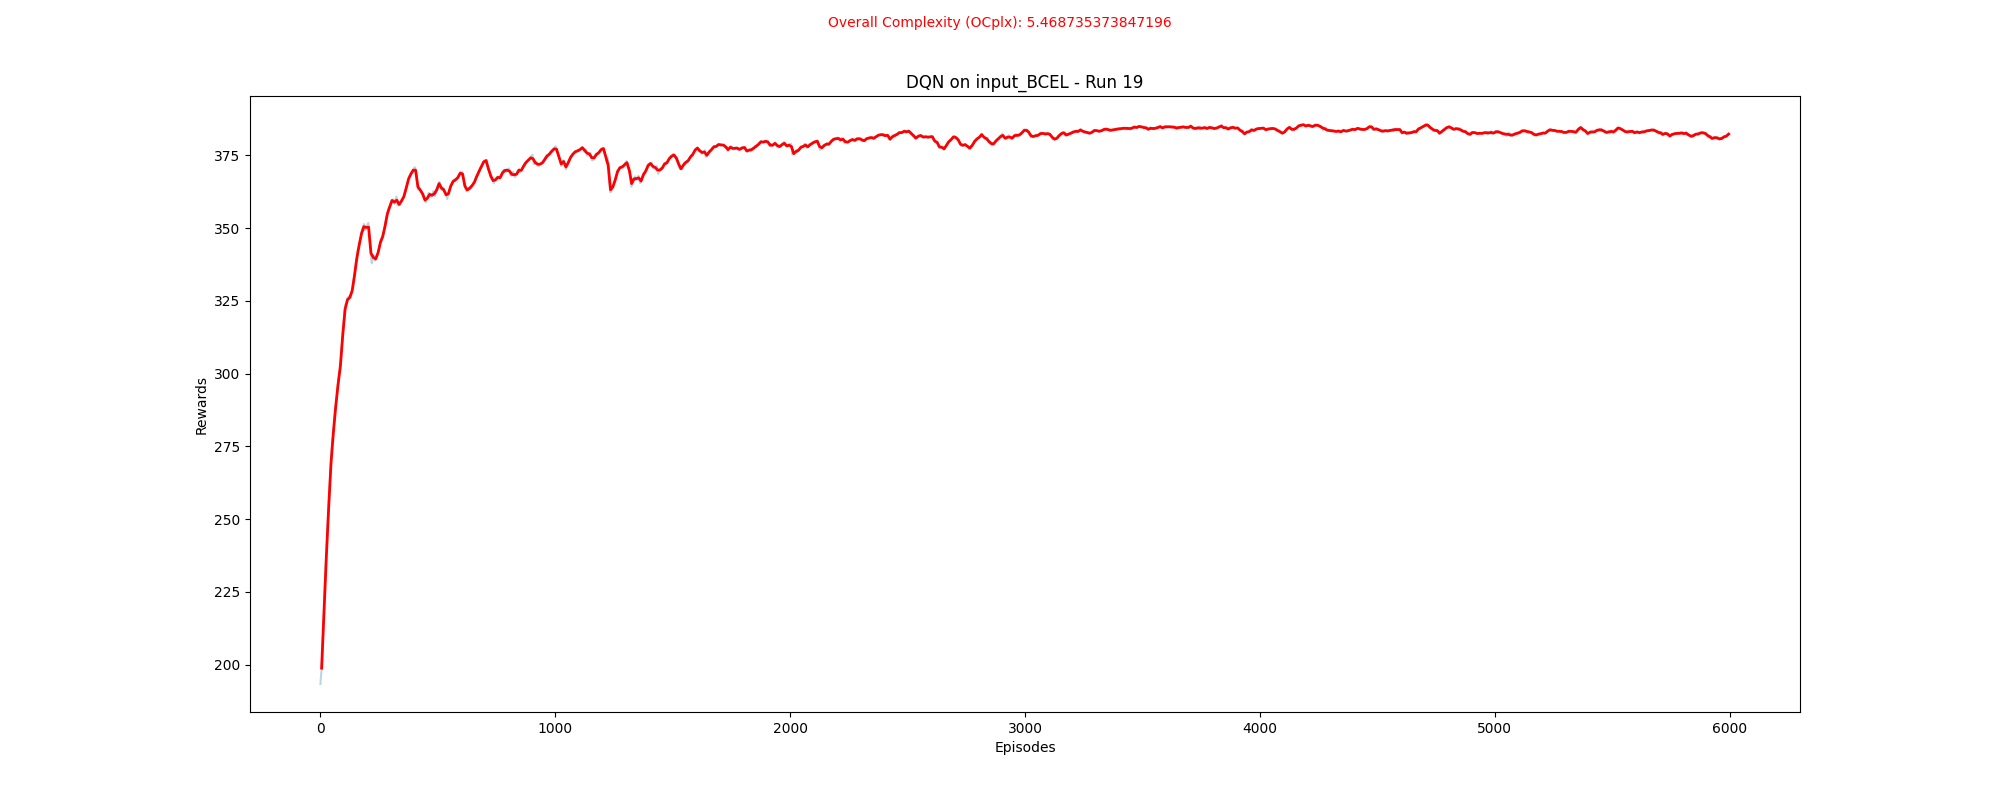 Overall Complexity (OCplx): 5.468735373847196
DQN on input_BCEL - Run 19
Rewards
375
350
325
300
275
250
225
200
0 1000 2000 3000 4000 5000 6000
Episodes